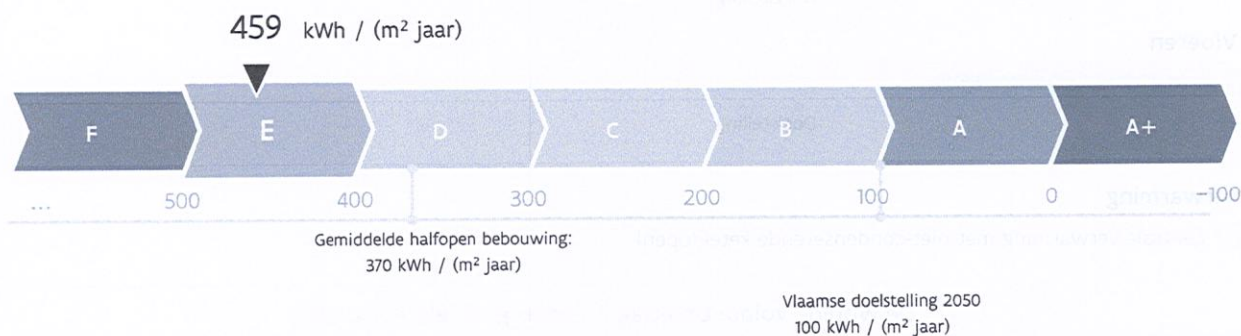 459 kWh / (m² jaar)
Vloeren
F E D C B A A+
... 500 400 300 200 100 0 -100
Gemiddelde halfopen bebouwing:
370 kWh / (m² jaar)
Vlaamse doelstelling 2050
100 kWh / (m² jaar)